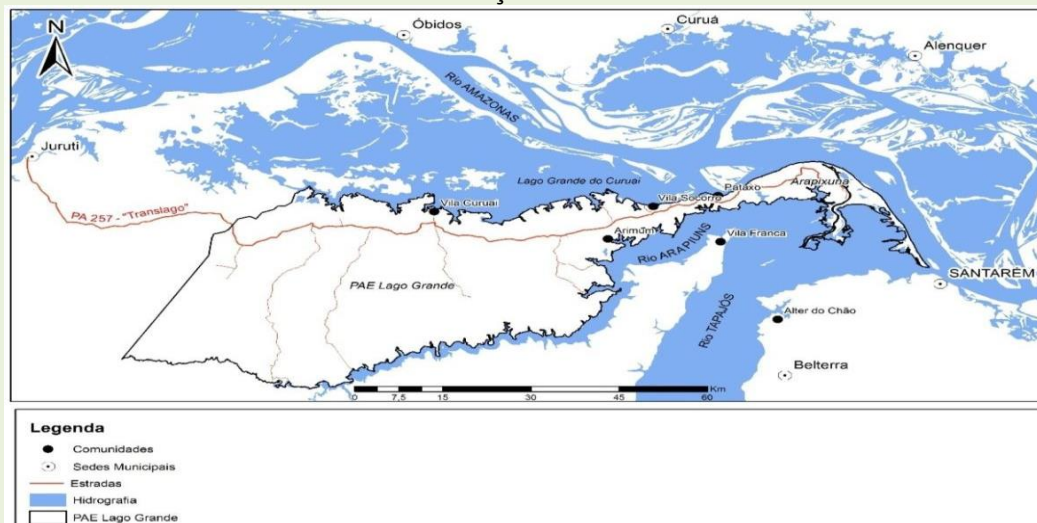 N
Óbidos
Curuá
Alenquer
Rio AMAZONAS
Juruti
Lago Grande do Curuai
Pataxo
Arapixuna
Vila Socorro
Vila Curuai
PA 257 - "Translago"
Arimum
Vila Franca
Rio ARAPIUNS
SANTARÉM
PAE Lago Grande
Rio TAPAJÓS
Alter do Chão
Belterra
Km
0 7,5 15 30 45 60
Legenda
Comunidades
Sedes Municipais
Estradas
Hidrografia
PAE Lago Grande